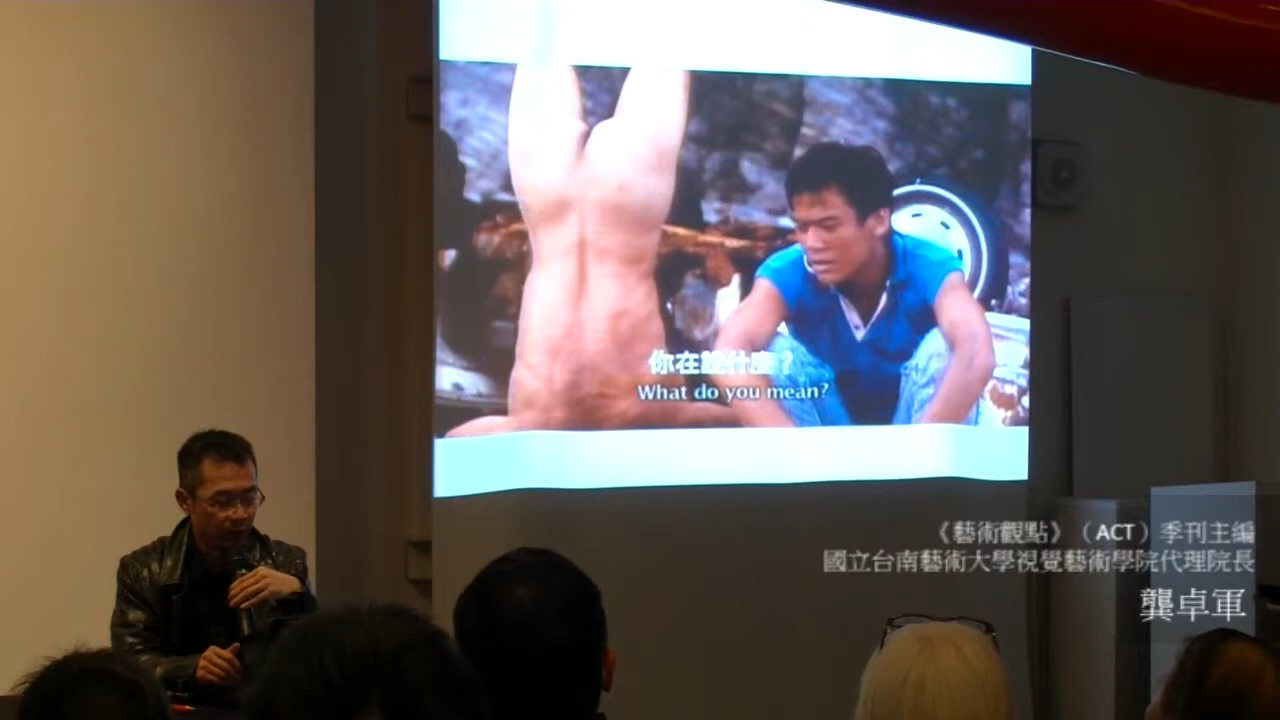 你在說什麼？
What do you mean?
《藝術觀點》（ACT）季刊主編
國立台南藝術大學視覺藝術學院代理院長
龔卓軍